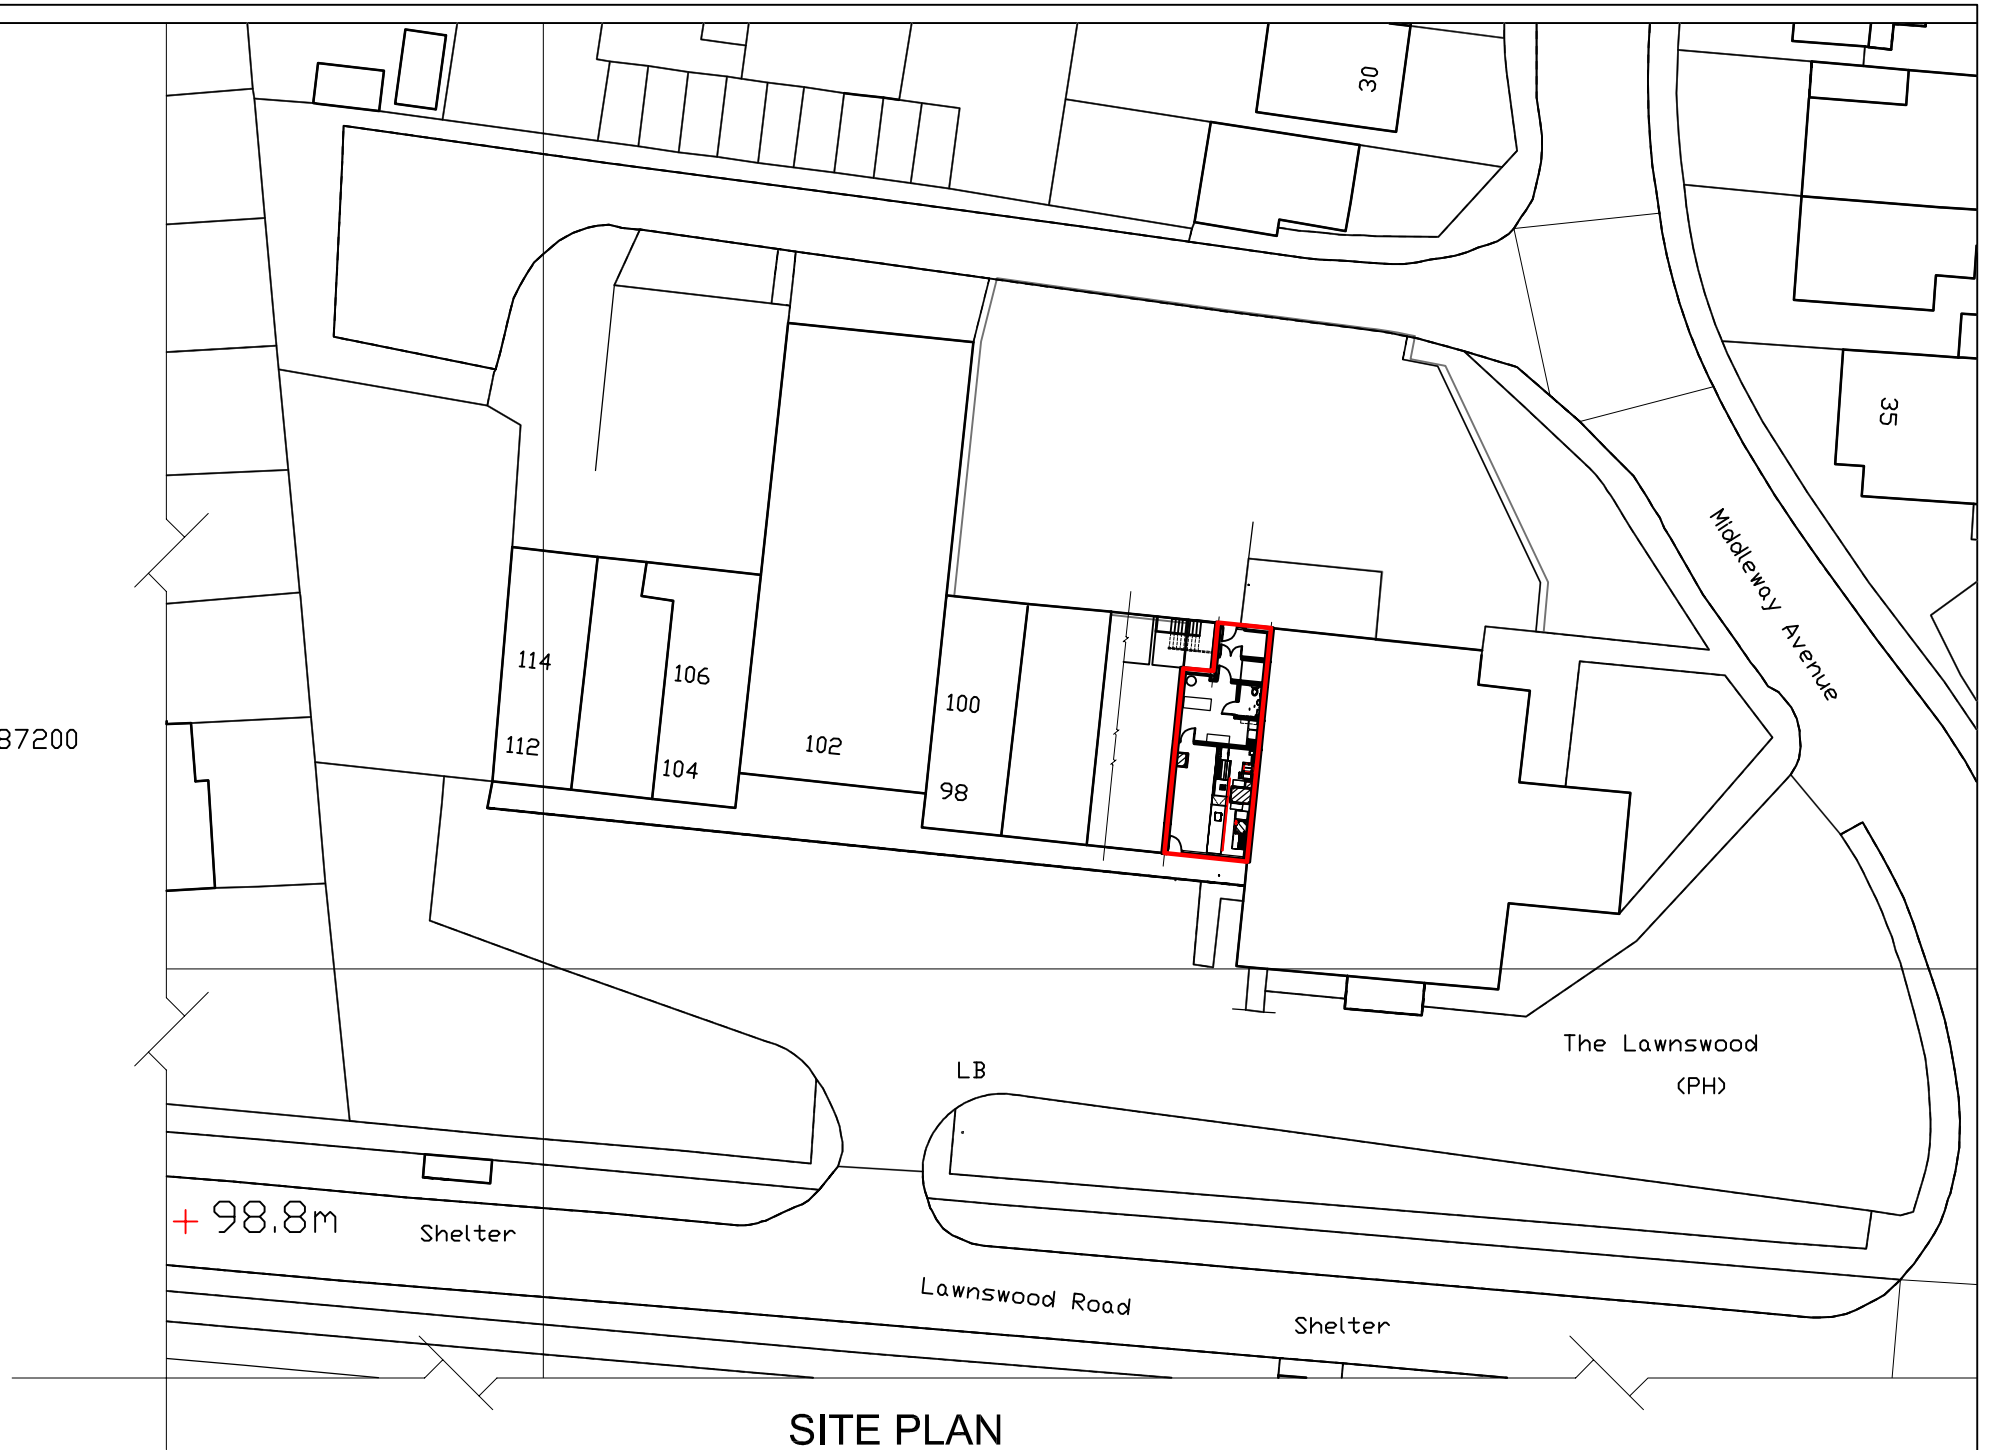 30
35
Middleway Avenue
114
106
100
87200
112
104
102
98
The Lawnswood
(PH)
LB
98.8m
Shelter
Lawnswood Road
Shelter
SITE PLAN